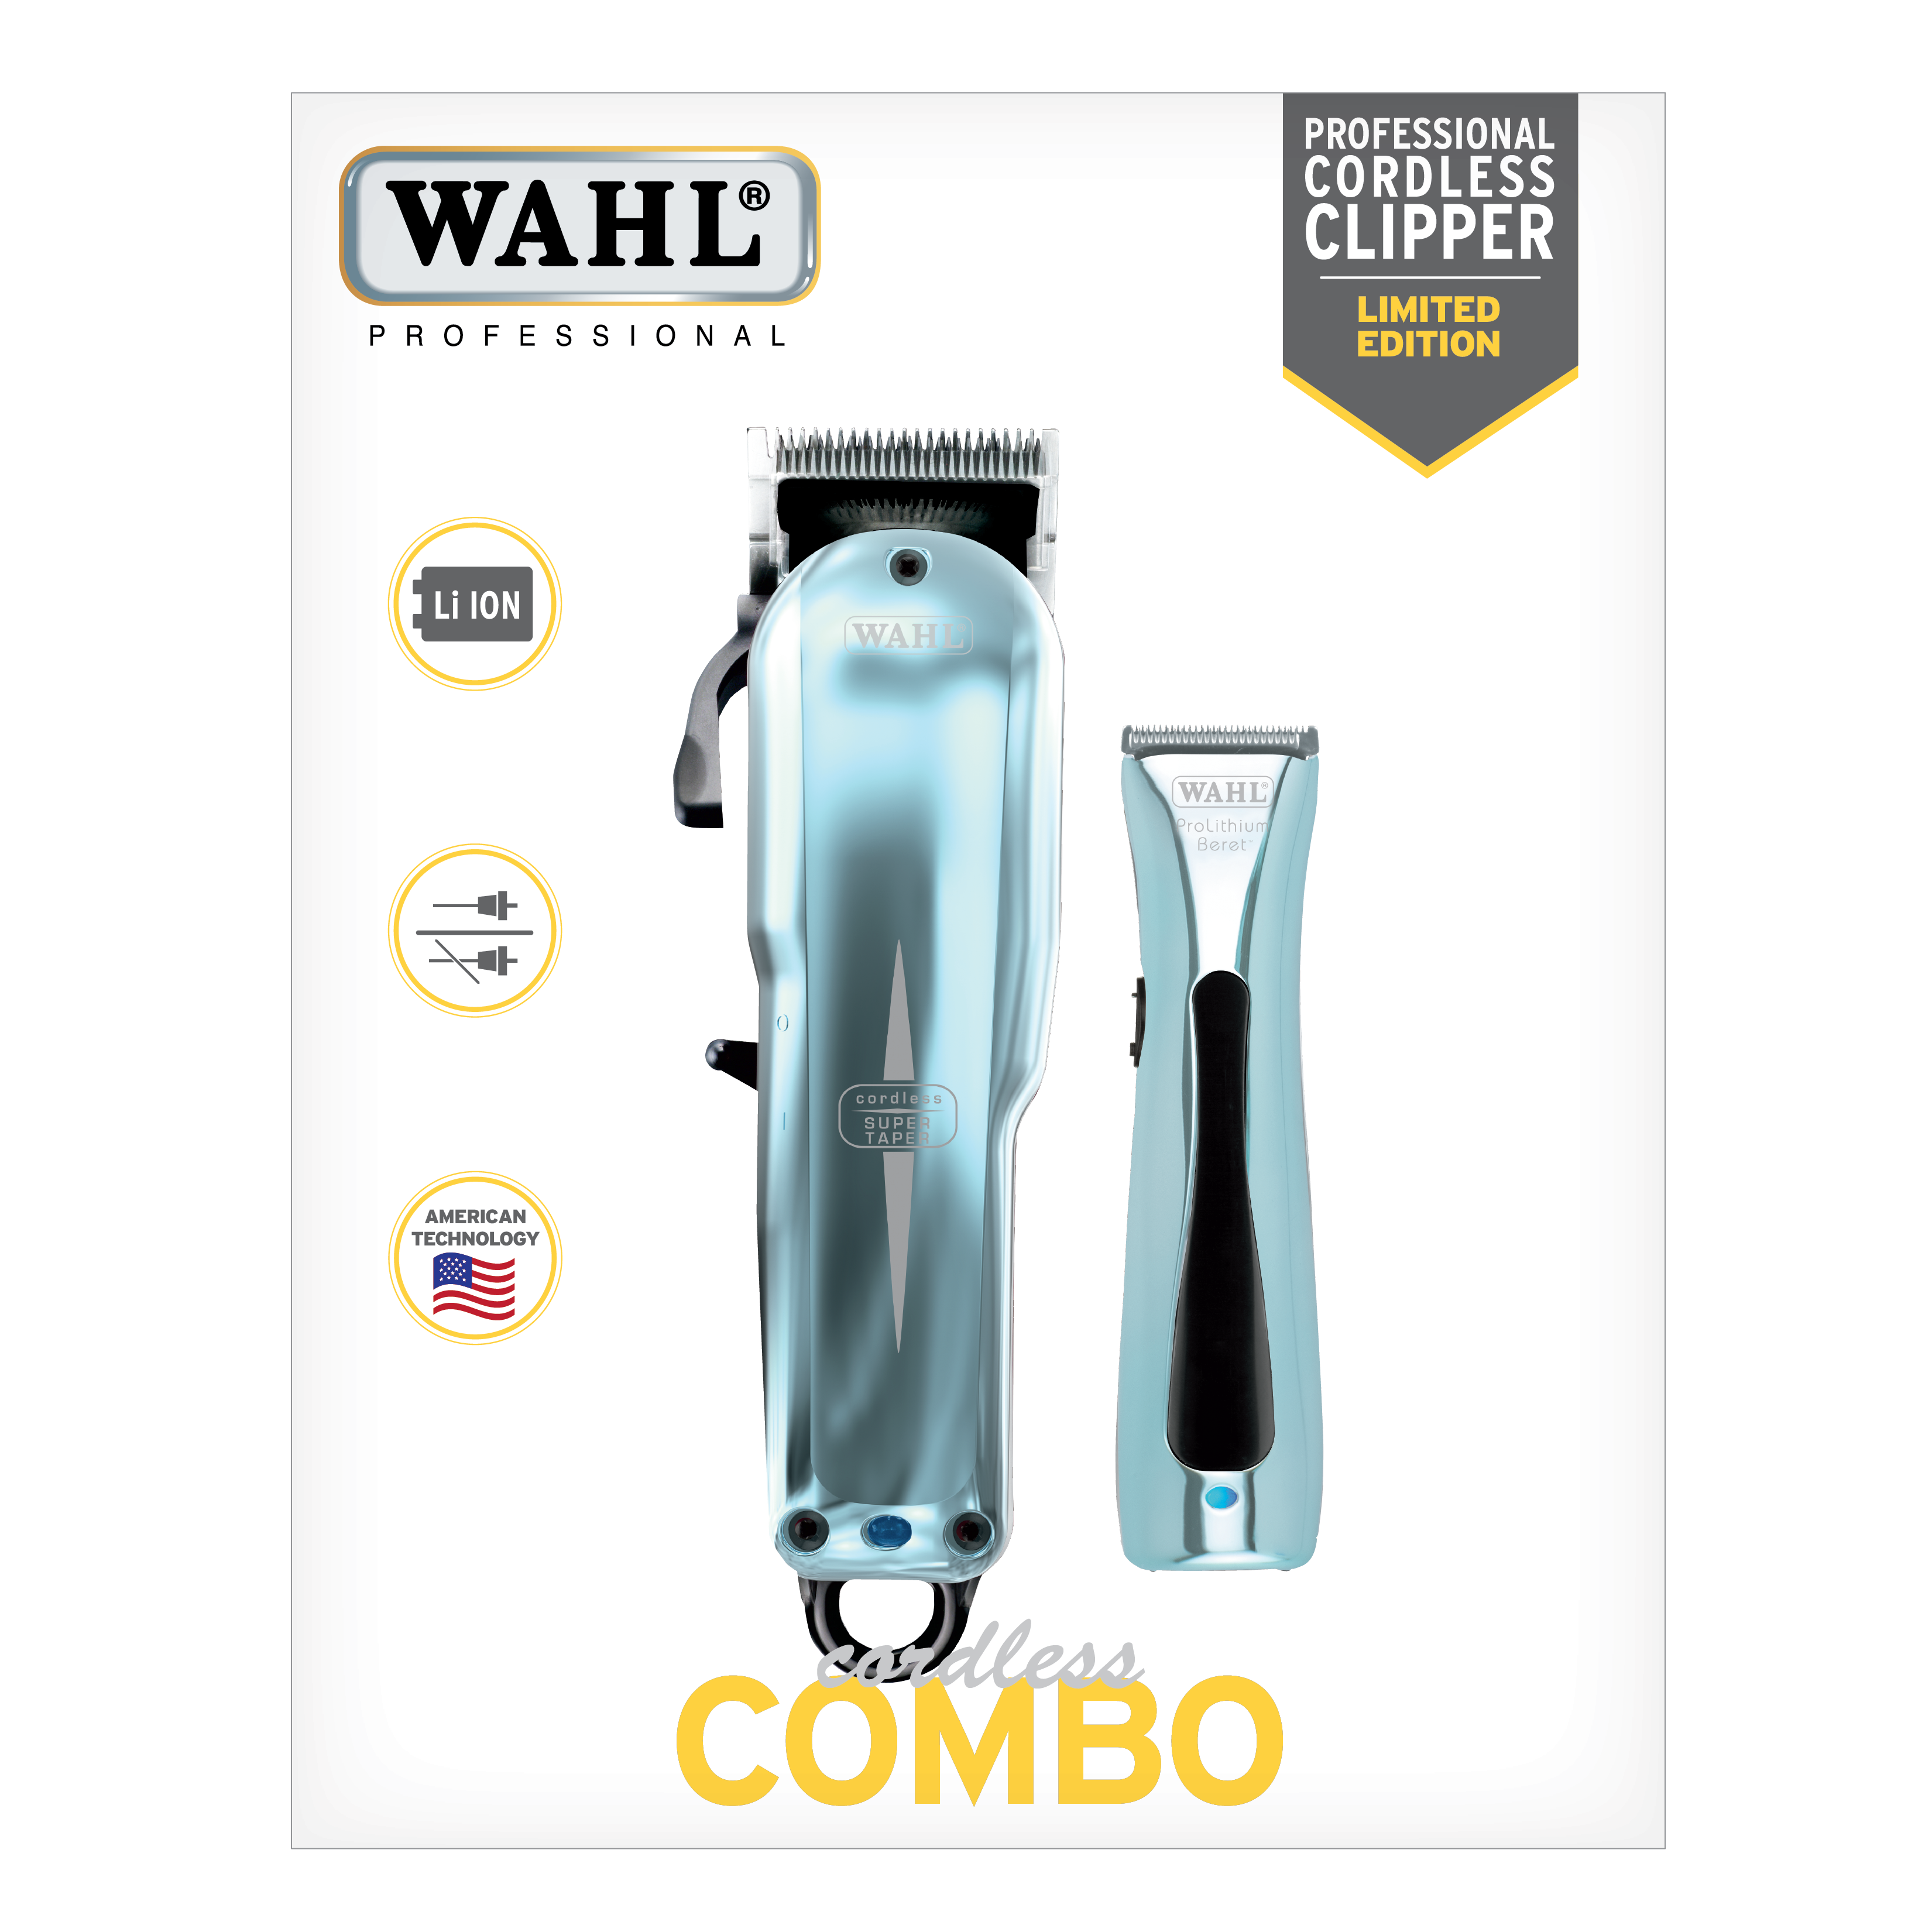 WAHL®
PROFESSIONAL
PROFESSIONAL
CORDLESS
CLIPPER
LIMITED
EDITION
Li ION
AMERICAN
TECHNOLOGY
WAHL
cordless
SUPER
TAPER
WAHL®
ProLithium
Beret™
cordless
COMBO